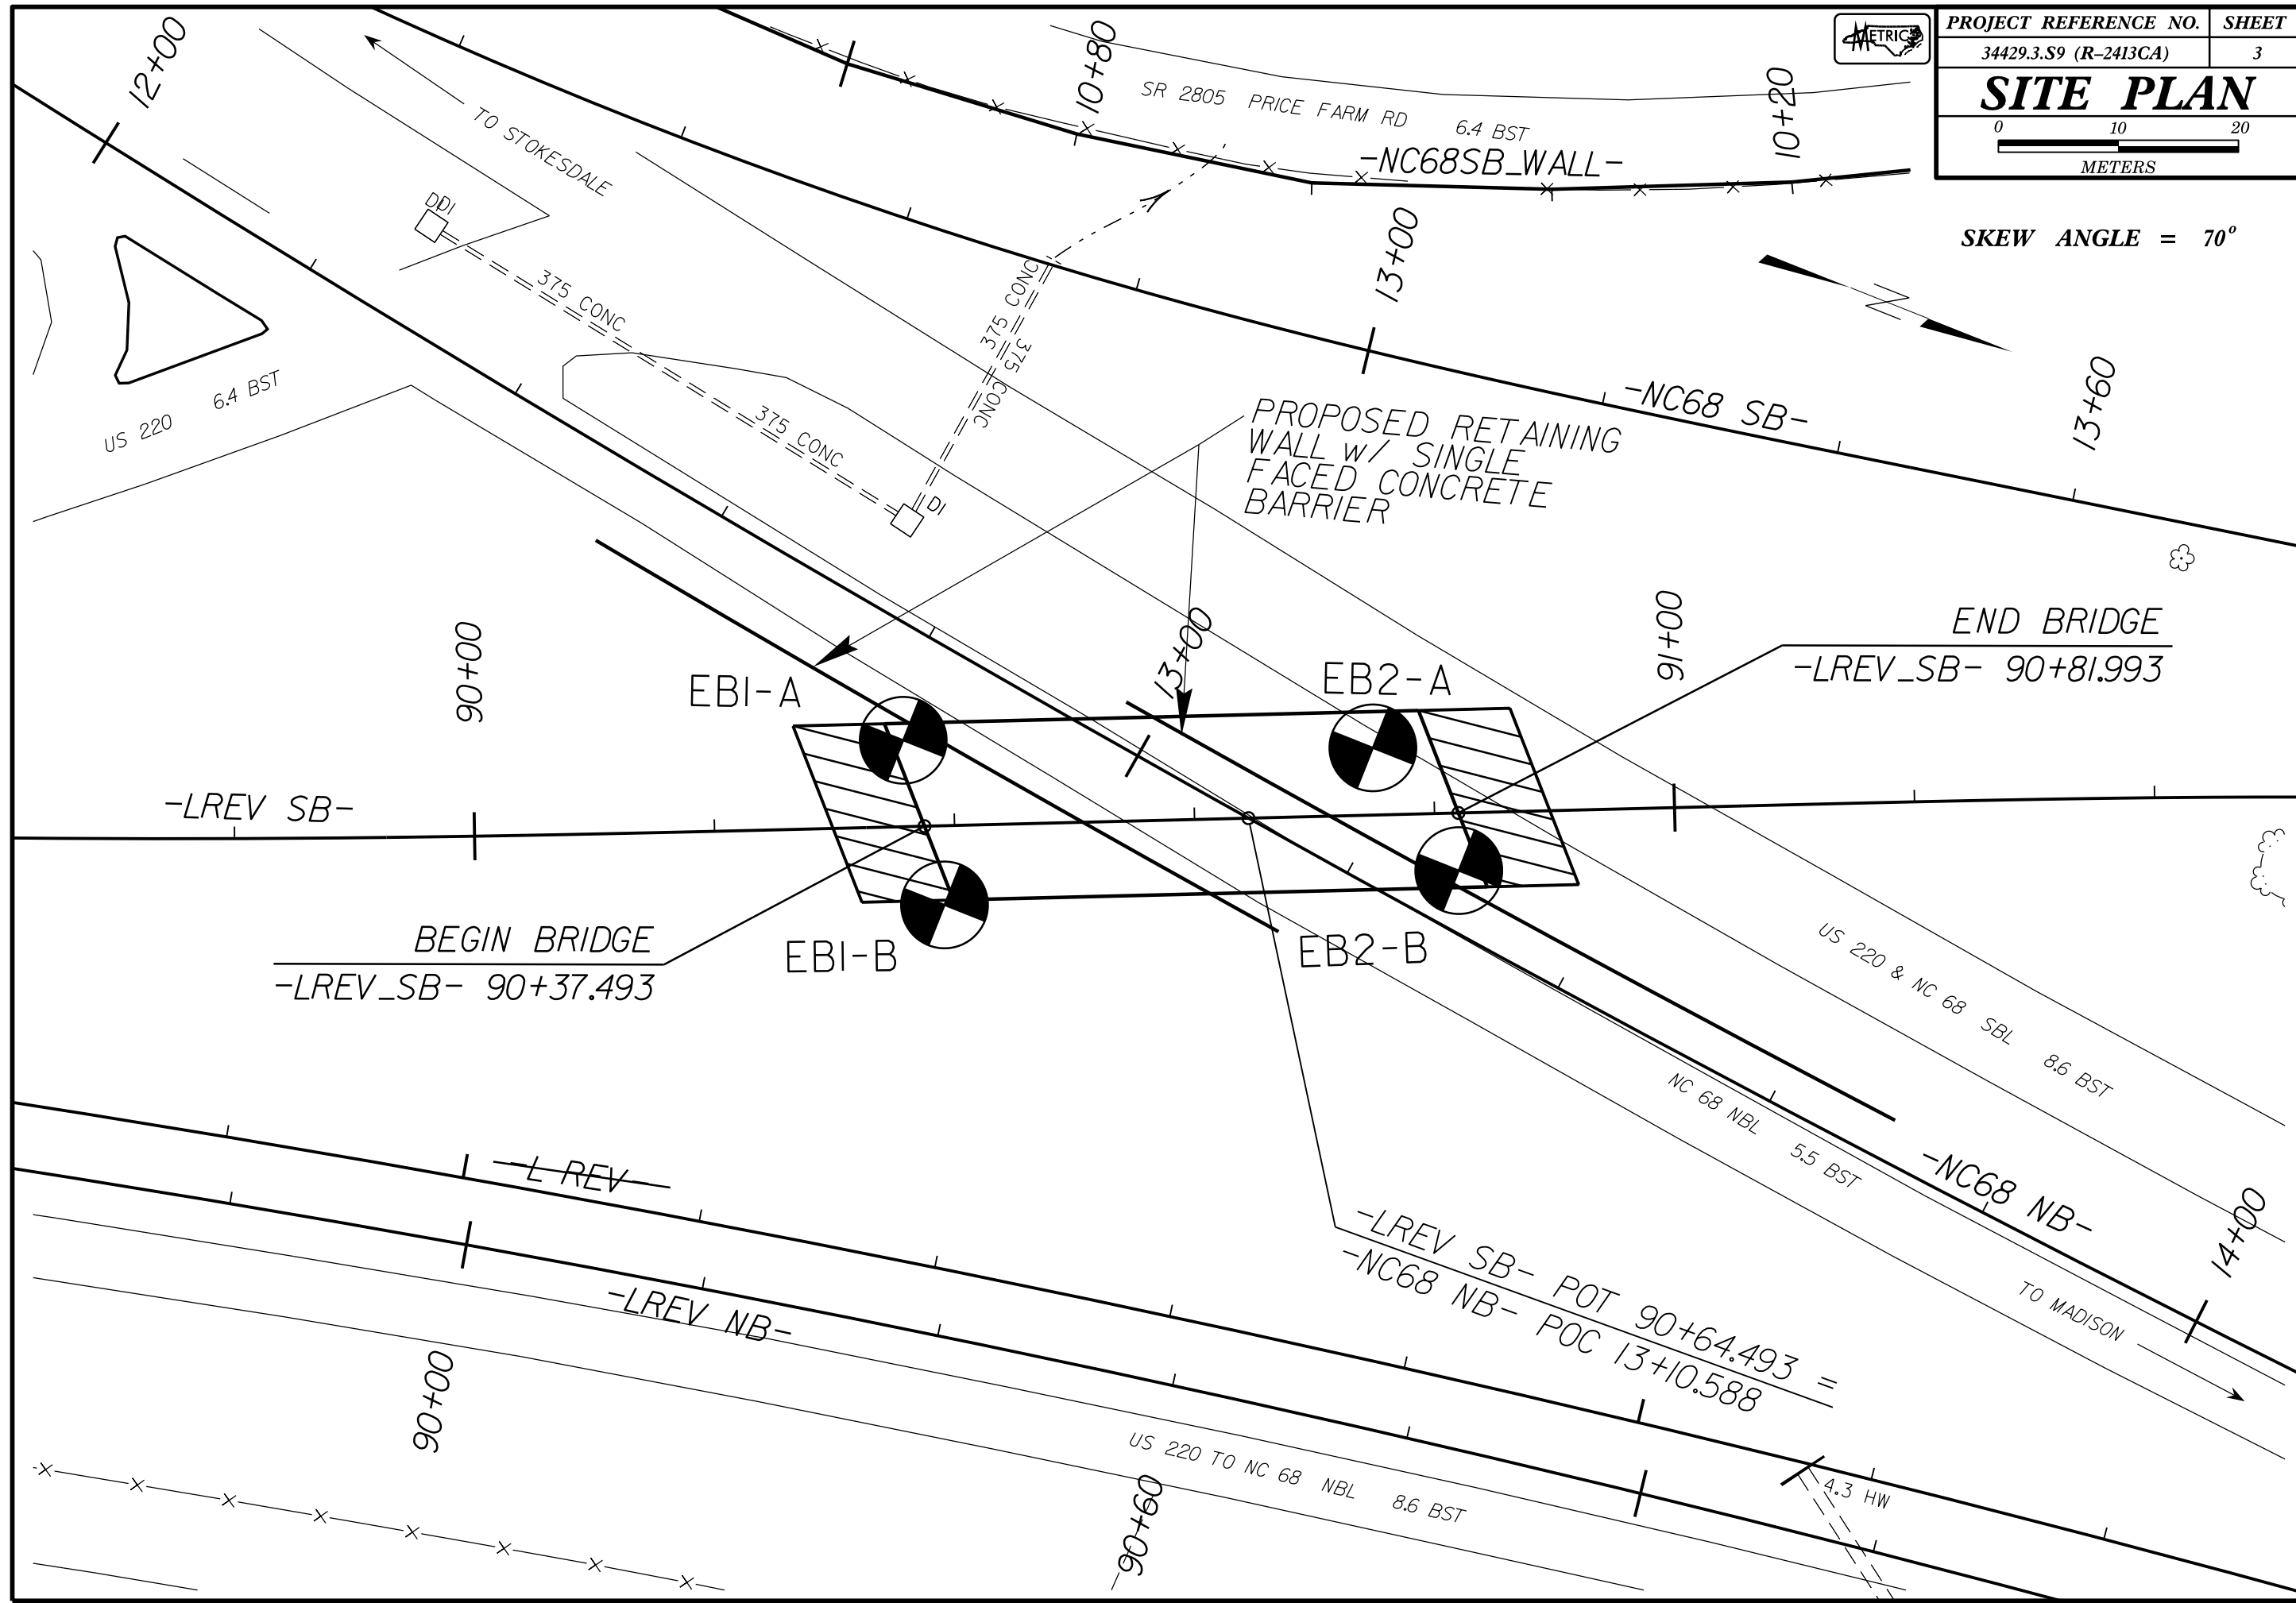 METRIC
PROJECT REFERENCE NO.
SHEET
34429.3.S9 (R-2413CA)
3
SITE PLAN
0 10 20
METERS
SKEW ANGLE = 70°
12+00
TO STOKESDALE
10+80
SR 2805 PRICE FARM RD 6.4 BST
-NC68SB_WALL-
10+20
DI
DI
375 CONC
375 CONC
375 CONC
375 CONC
DI
13+00
-NC68 SB-
13+60
US 220 6.4 BST
PROPOSED RETAINING
WALL w/ SINGLE
FACED CONCRETE
BARRIER
N
90+00
13+00
91+00
END BRIDGE
-LREV_SB- 90+81.993
EB1-A
EB2-A
-LREV SB-
BEGIN BRIDGE
-LREV_SB- 90+37.493
EB1-B
EB2-B
US 220 & NC 68 SBL 8.6 BST
NC 68 NBL 5.5 BST
-NC68 NB-
14+00
-L REV-
-LREV NB-
-LREV SB- POT 90+64.493 =
-NC68 NB- POC 13+10.588
TO MADISON
90+00
US 220 TO NC 68 NBL 8.6 BST
90+60
4.3 HW